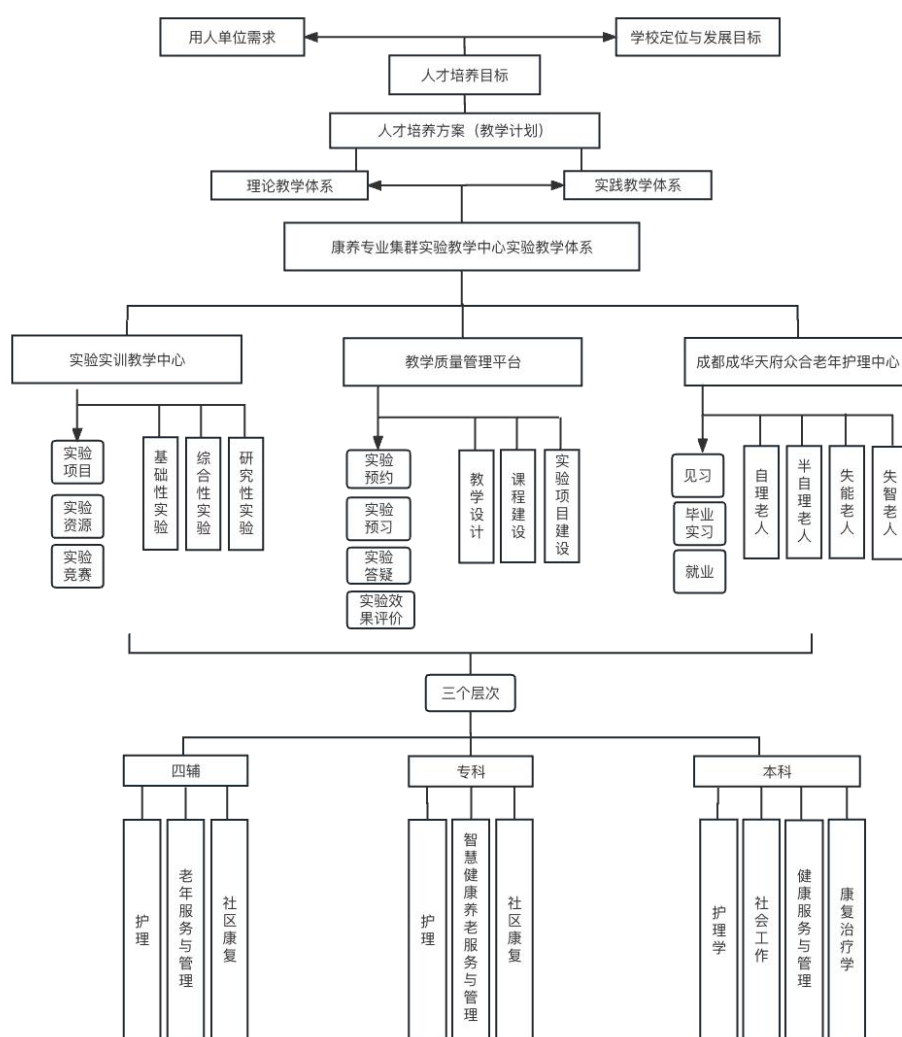 用人单位需求
学校定位与发展目标
人才培养目标
人才培养方案（教学计划）
理论教学体系
实践教学体系
康养专业集群实验教学中心实验教学体系
实验实训教学中心
教学质量管理平台
成都成华天府众合老年护理中心
实验
项目
实验
资源
实验
竞赛
基础性实验
综合性实验
研究性实验
实验
预约
实验
预习
实验
答疑
实验效
果评价
教学设计
课程建设
实验项目建设
见习
毕业
实习
就业
自理老人
半自理老人
失能老人
失智老人
三个层次
四辅
专科
本科
护理
老年服务与管理
社区康复
护理
智慧健康养老服务与管理
社区康复
护理学
社会工作
健康服务与管理
康复治疗学